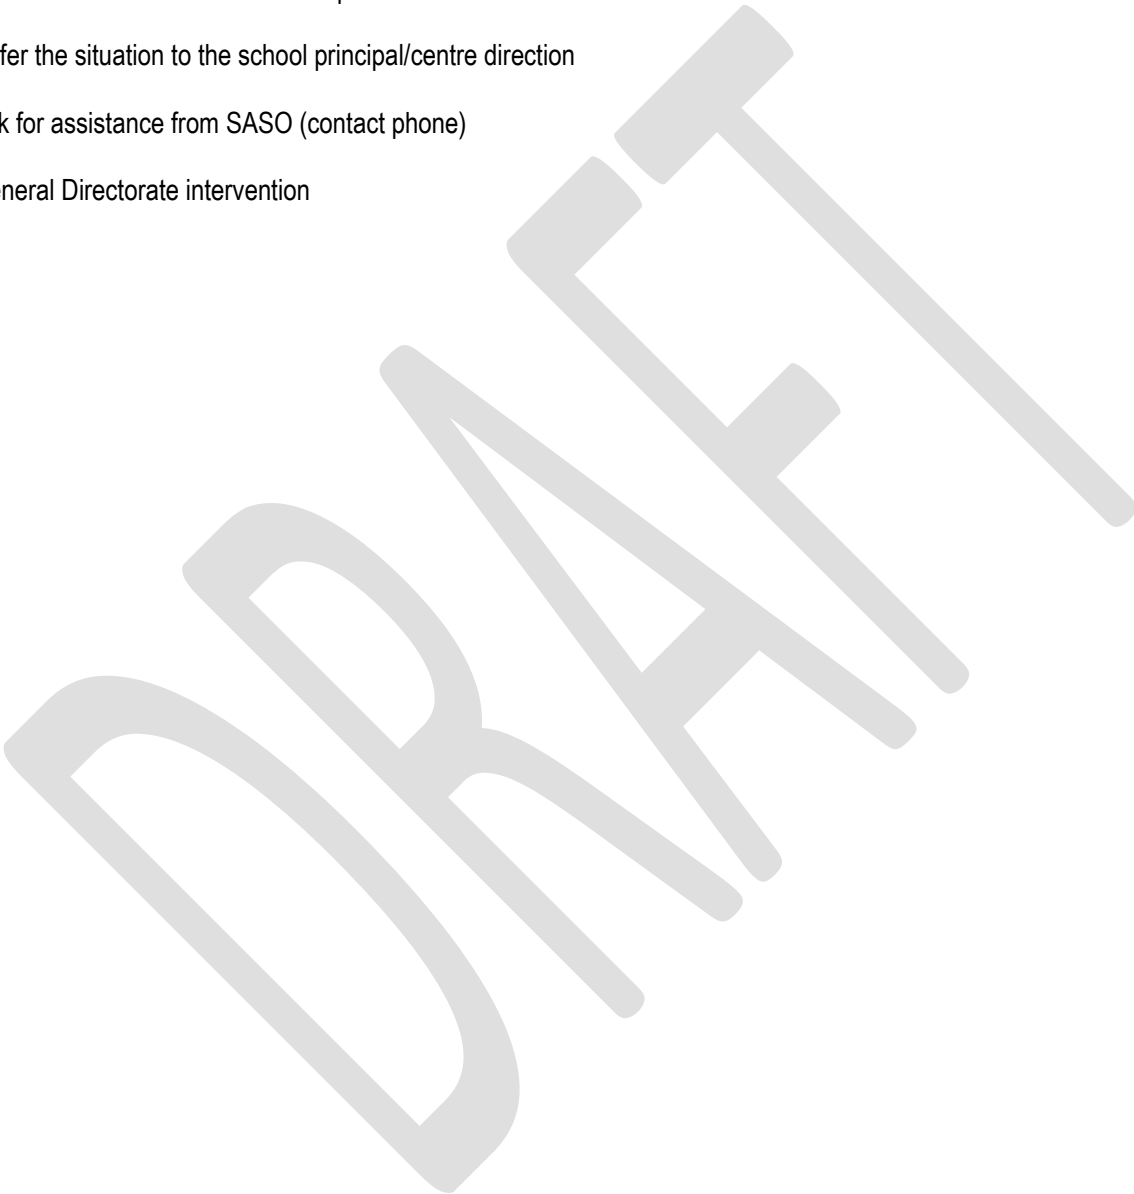 fer the situation to the school principal/centre direction
k for assistance from SASO (contact phone)
neral Directorate intervention
DRAFT